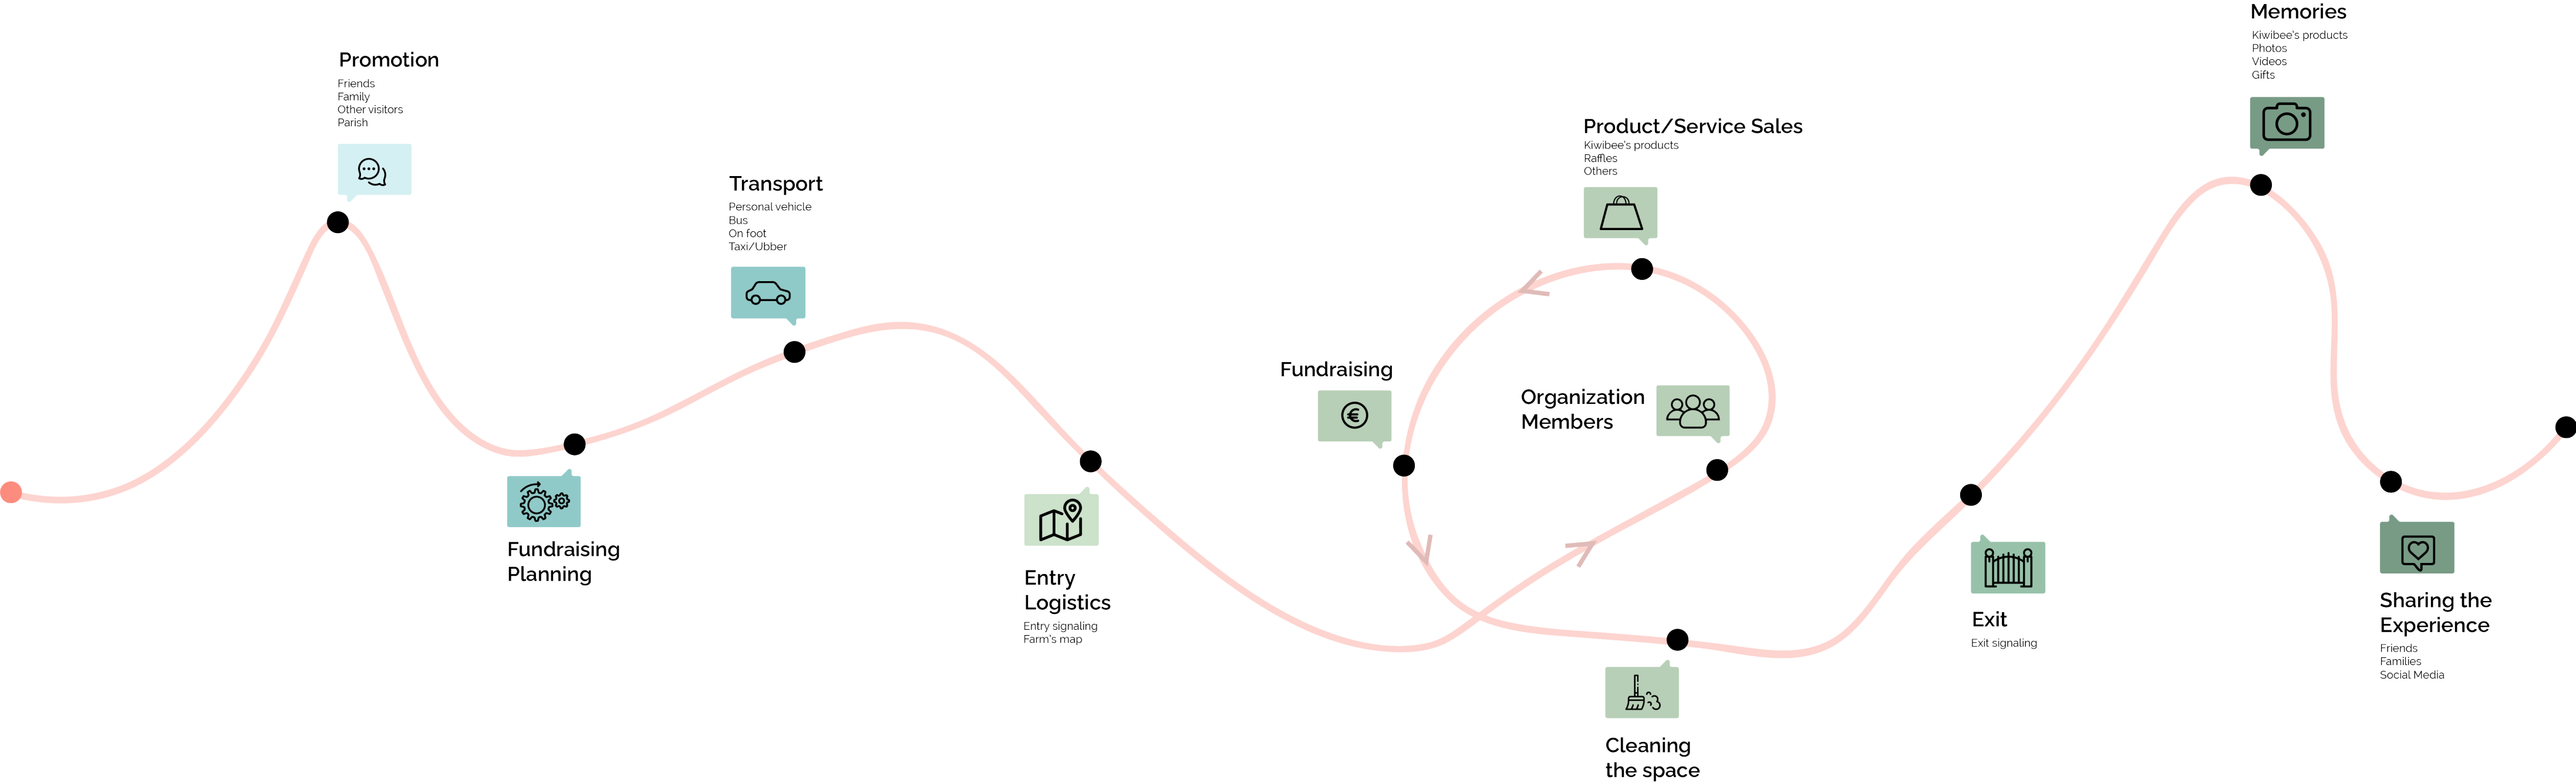 Promotion
Friends
Family
Other visitors
Parish
Fundraising
Planning
Transport
Personal vehicle
Bus
On foot
Taxi/Ubber
Entry
Logistics
Entry signaling
Farm's map
Organization
Members
Product/Service Sales
Kiwibee's products
Raffles
Others
Fundraising
€
Cleaning
the space
Exit
Exit signaling
Memories
Kiwibee's products
Photos
Videos
Gifts
Sharing the
Experience
Friends
Families
Social Media